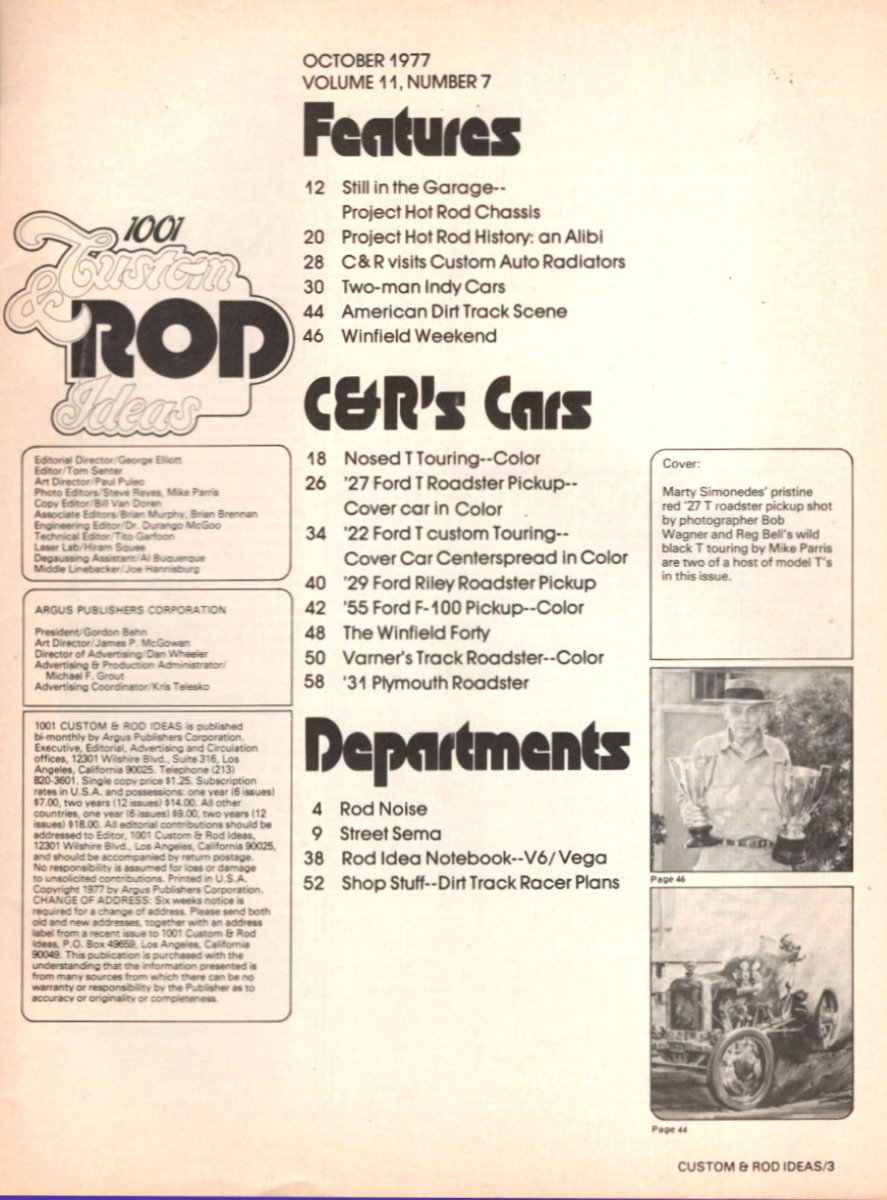 OCTOBER 1977
VOLUME 11, NUMBER 7
Features
12 Still in the Garage--
Project Hot Rod Chassis
20 Project Hot Rod History: an Alibi
28 C&R visits Custom Auto Radiators
30 Two-man Indy Cars
44 American Dirt Track Scene
46 Winfield Weekend
C&R's Cars
18 Nosed T Touring--Color
26 '27 Ford T Roadster Pickup--
Cover car in Color
34 '22 Ford T custom Touring--
Cover Car Centerspread in Color
40 '29 Ford Riley Roadster Pickup
42 '55 Ford F-100 Pickup--Color
48 The Winfield Forty
50 Varner's Track Roadster--Color
58 '31 Plymouth Roadster
Departments
4 Rod Noise
9 Street Sema
38 Rod Idea Notebook--V6/Vega
52 Shop Stuff--Dirt Track Racer Plans
1001
Custom
& ROD
Ideas
Editorial Director/George Elliott
Editor/Tom Senter
Art Director/Paul Puleo
Photo Editors/Steve Reyes, Mike Parris
Copy Editor/Bill Van Doren
Associate Editors/Brian Murphy, Brian Brennan
Engineering Editor/Dr. Durango McGoo
Technical Editor/Tito Garfoon
Laser Lab/Hiram Squee
Degaussing Assistant/Al Buquerque
Middle Linebacker/Joe Hannisburg
ARGUS PUBLISHERS CORPORATION
President/Gordon Behn
Art Director/James P. McGowan
Director of Advertising/Dan Wheeler
Advertising & Production Administrator/
Michael F. Grout
Advertising Coordinator/Kris Telesko
1001 CUSTOM & ROD IDEAS is published
bi-monthly by Argus Publishers Corporation.
Executive, Editorial, Advertising and Circulation
offices, 12301 Wilshire Blvd., Suite 316, Los
Angeles, California 90025. Telephone (213)
820-3601. Single copy price $1.25. Subscription
rates in U.S.A. and possessions: one year (6 issues)
$7.00, two years (12 issues) $14.00. All other
countries, one year (6 issues) $9.00, two years (12
issues) $18.00. All editorial contributions should be
addressed to Editor, 1001 Custom & Rod Ideas,
12301 Wilshire Blvd., Los Angeles, California 90025,
and should be accompanied by return postage.
No responsibility is assumed for loss or damage
to unsolicited contributions. Printed in U.S.A.
Copyright 1977 by Argus Publishers Corporation.
CHANGE OF ADDRESS: Six weeks notice is
required for a change of address. Please send both
old and new addresses, together with an address
label from a recent issue to 1001 Custom & Rod
Ideas, P.O. Box 49659, Los Angeles, California
90049. This publication is purchased with the
understanding that the information presented is
from many sources from which there can be no
warranty or responsibility by the Publisher as to
accuracy or originality or completeness.
Cover:
Marty Simonedes' pristine
red '27 T roadster pickup shot
by photographer Bob
Wagner and Reg Bell's wild
black T touring by Mike Parris
are two of a host of model T's
in this issue.
Page 46
Page 44
CUSTOM & ROD IDEAS/3